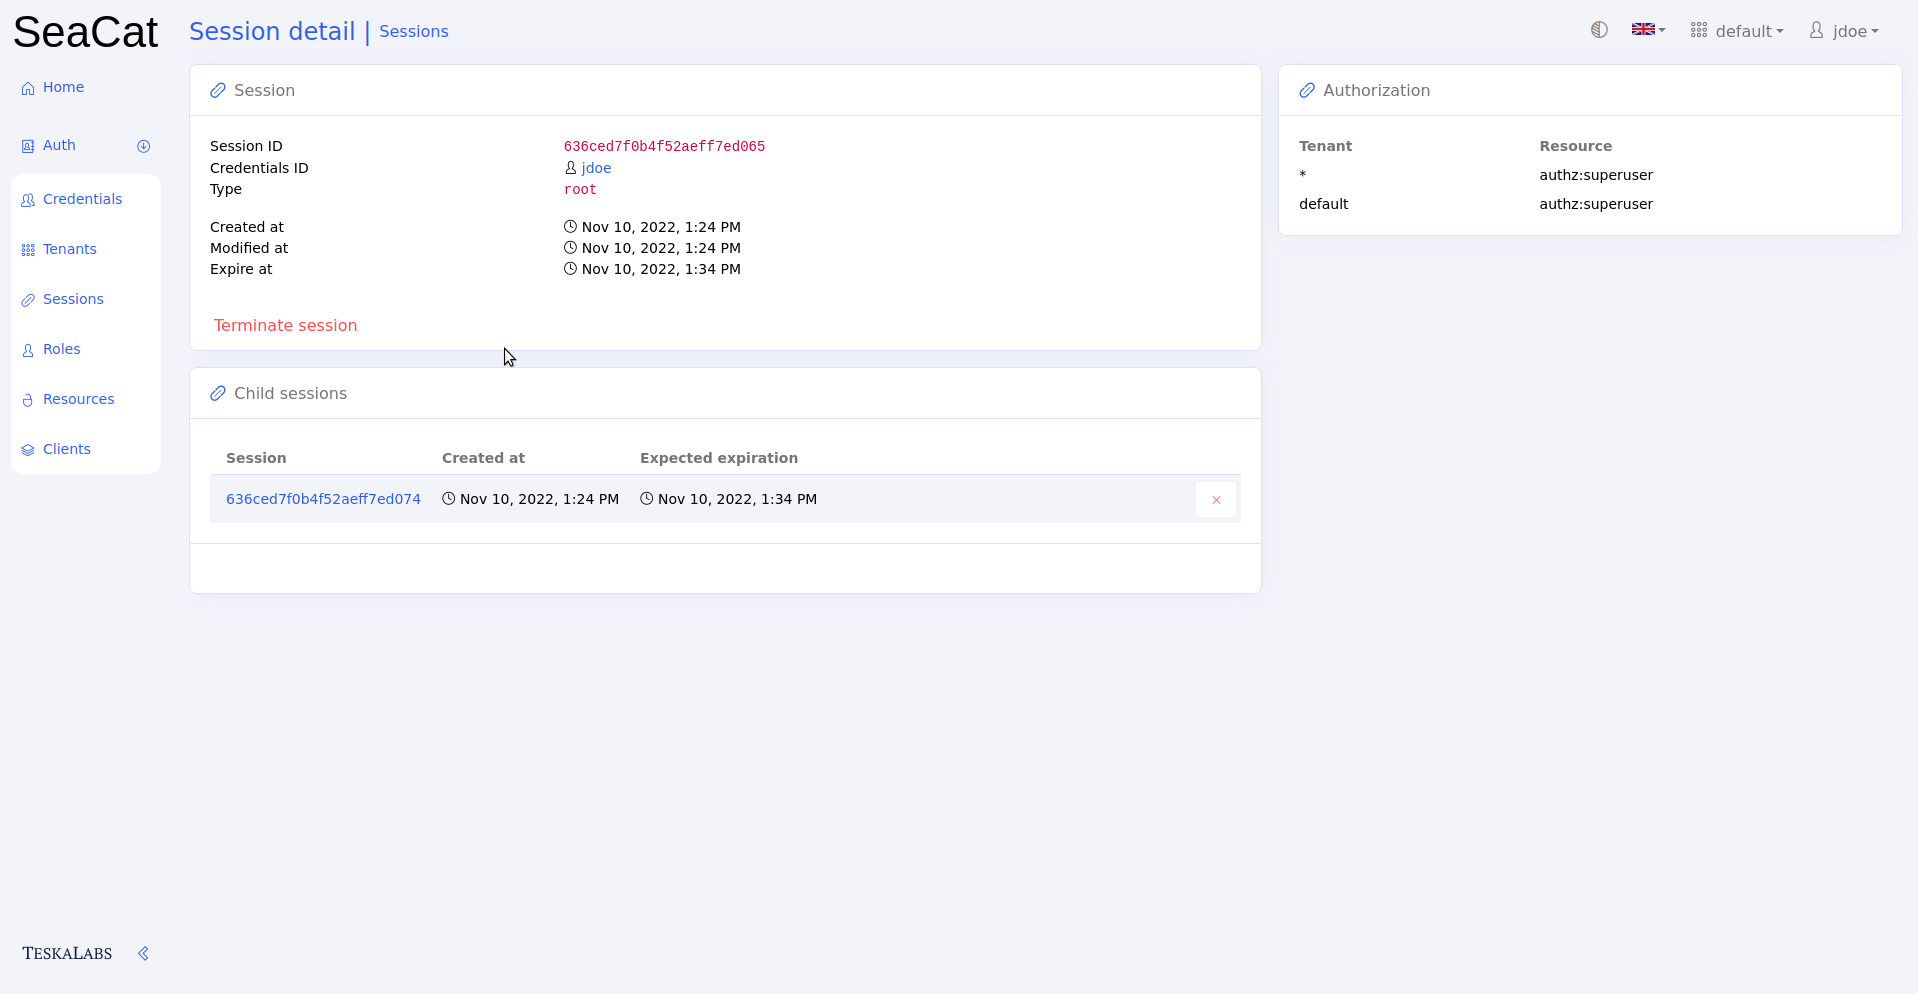 SeaCat
Session detail | Sessions
default
jdoe
Home
Auth
Credentials
Tenants
Sessions
Roles
Resources
Clients
Session
Session ID 636ced7f0b4f52aeff7ed065
Credentials ID jdoe
Type root
Created at Nov 10, 2022, 1:24 PM
Modified at Nov 10, 2022, 1:24 PM
Expire at Nov 10, 2022, 1:34 PM
Terminate session
Child sessions
Session Created at Expected expiration
636ced7f0b4f52aeff7ed074 Nov 10, 2022, 1:24 PM Nov 10, 2022, 1:34 PM
Authorization
Tenant Resource
* authz:superuser
default authz:superuser
TESKALABS